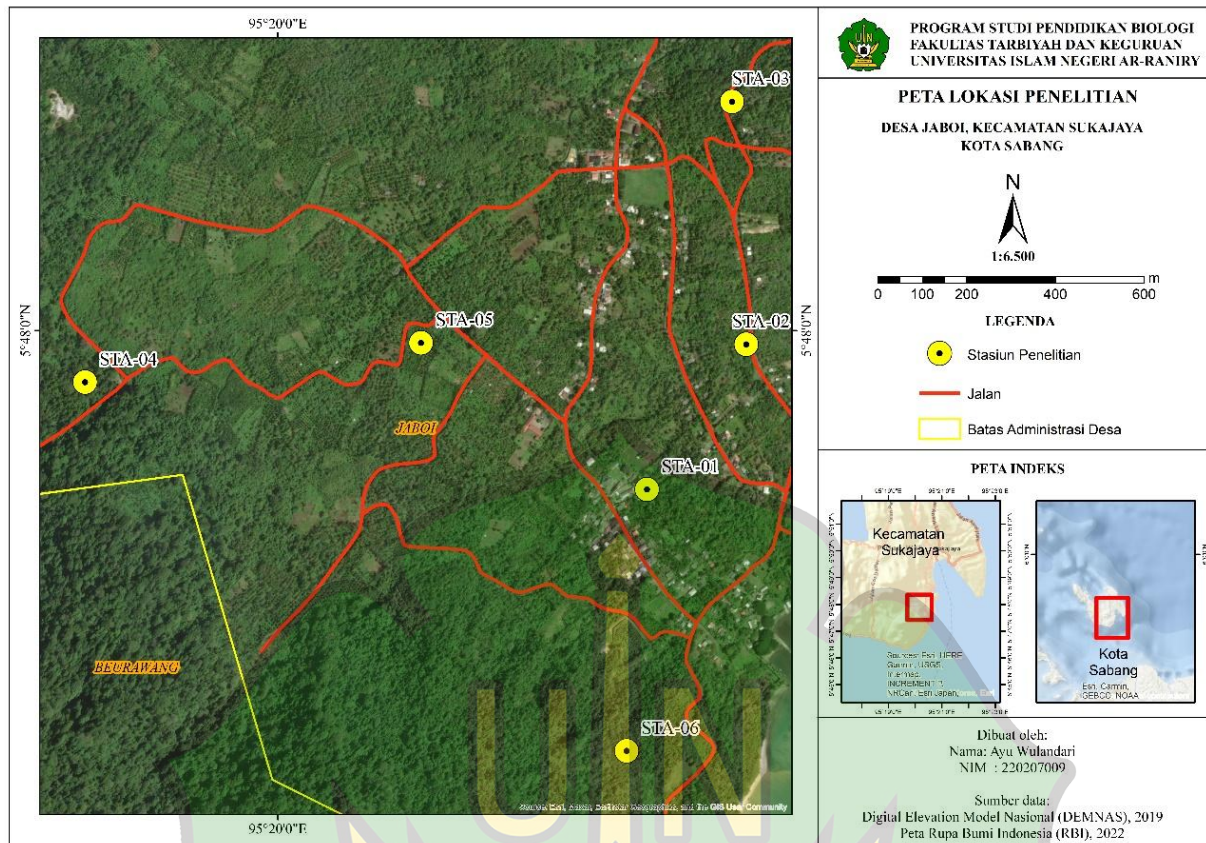 95°20'0"E
STA-03
5°48'0"N
5°48'0"N
STA-05
STA-02
STA-04
JABOI
STA-01
BEURAWANG
STA-06
95°20'0"E
UIN
PROGRAM STUDI PENDIDIKAN BIOLOGI
FAKULTAS TARBIYAH DAN KEGURUAN
UNIVERSITAS ISLAM NEGERI AR-RANIRY
PETA LOKASI PENELITIAN
DESA JABOI, KECAMATAN SUKAJAYA
KOTA SABANG
N
1:6.500
0 100 200 400 600 m
LEGENDA
Stasiun Penelitian
Jalan
Batas Administrasi Desa
PETA INDEKS
Kecamatan
Sukajaya
Kota
Sabang
Dibuat oleh:
Nama: Ayu Wulandari
NIM : 220207009
Sumber data:
Digital Elevation Model Nasional (DEMNAS), 2019
Peta Rupa Bumi Indonesia (RBI), 2022